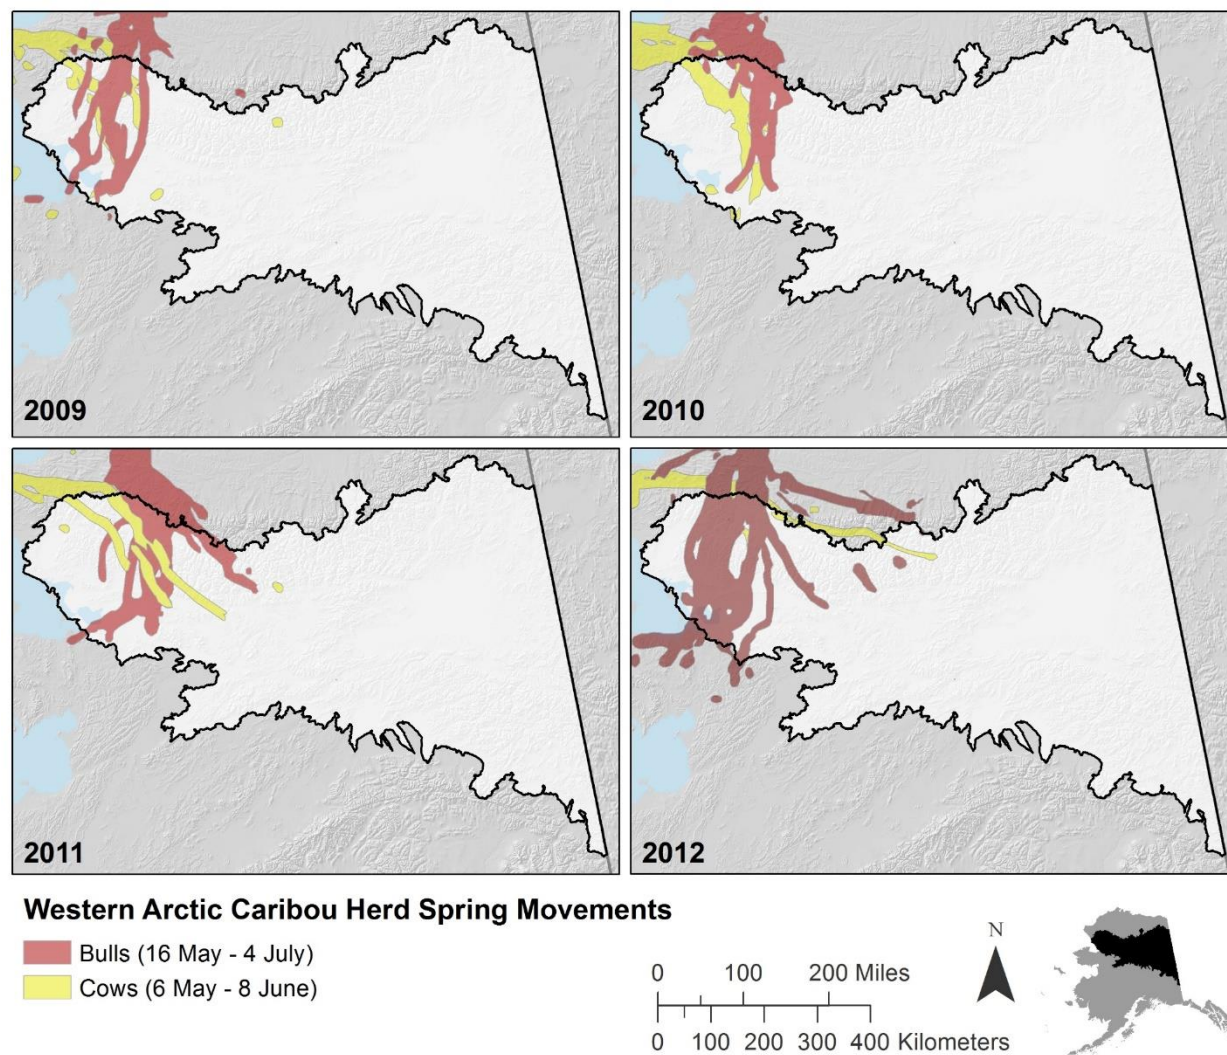 2009
2010
2011
2012
Western Arctic Caribou Herd Spring Movements
Bulls (16 May - 4 July)
Cows (6 May - 8 June)
0 100 200 Miles
0 100 200 300 400 Kilometers
N